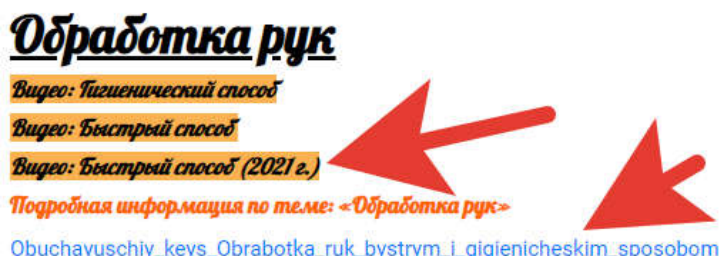 Обработка рук
Видео: Гигиенический способ
Видео: Быстрый способ
Видео: Быстрый способ (2021 г.)
Подробная информация по теме: «Обработка рук»
Obuchayuschiy_keys_Obrabotka_ruk_bystrym_i_gigienicheskim_sposobom